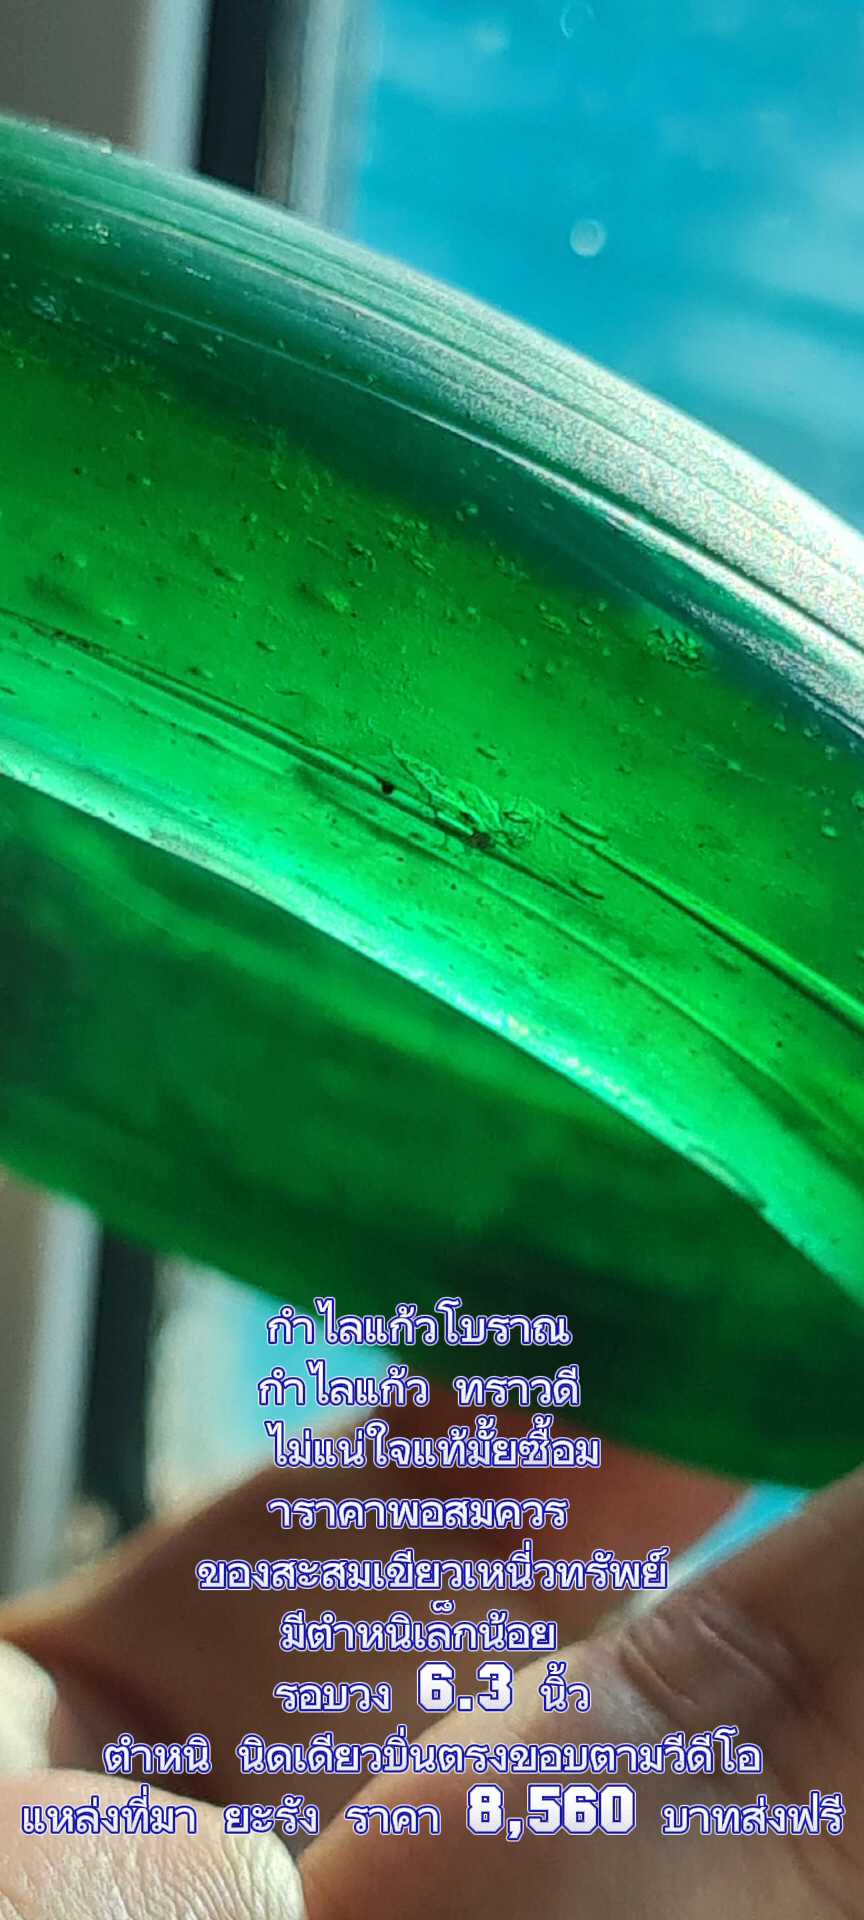 กำไลแก้วโบราณ
กำไลแก้ว ทราวดี
ไม่แน่ใจแท้มั้ยซื้อม
าราคาพอสมควร
ของสะสมเขียวเหนี่วทรัพย์
มีตำหนิเล็กน้อย
รอบวง 6.3 นิ้ว
ตำหนิ นิดเดียวบิ่นตรงขอบตามวีดีโอ
แหล่งที่มา ยะรัง ราคา 8,560 บาทส่งฟรี